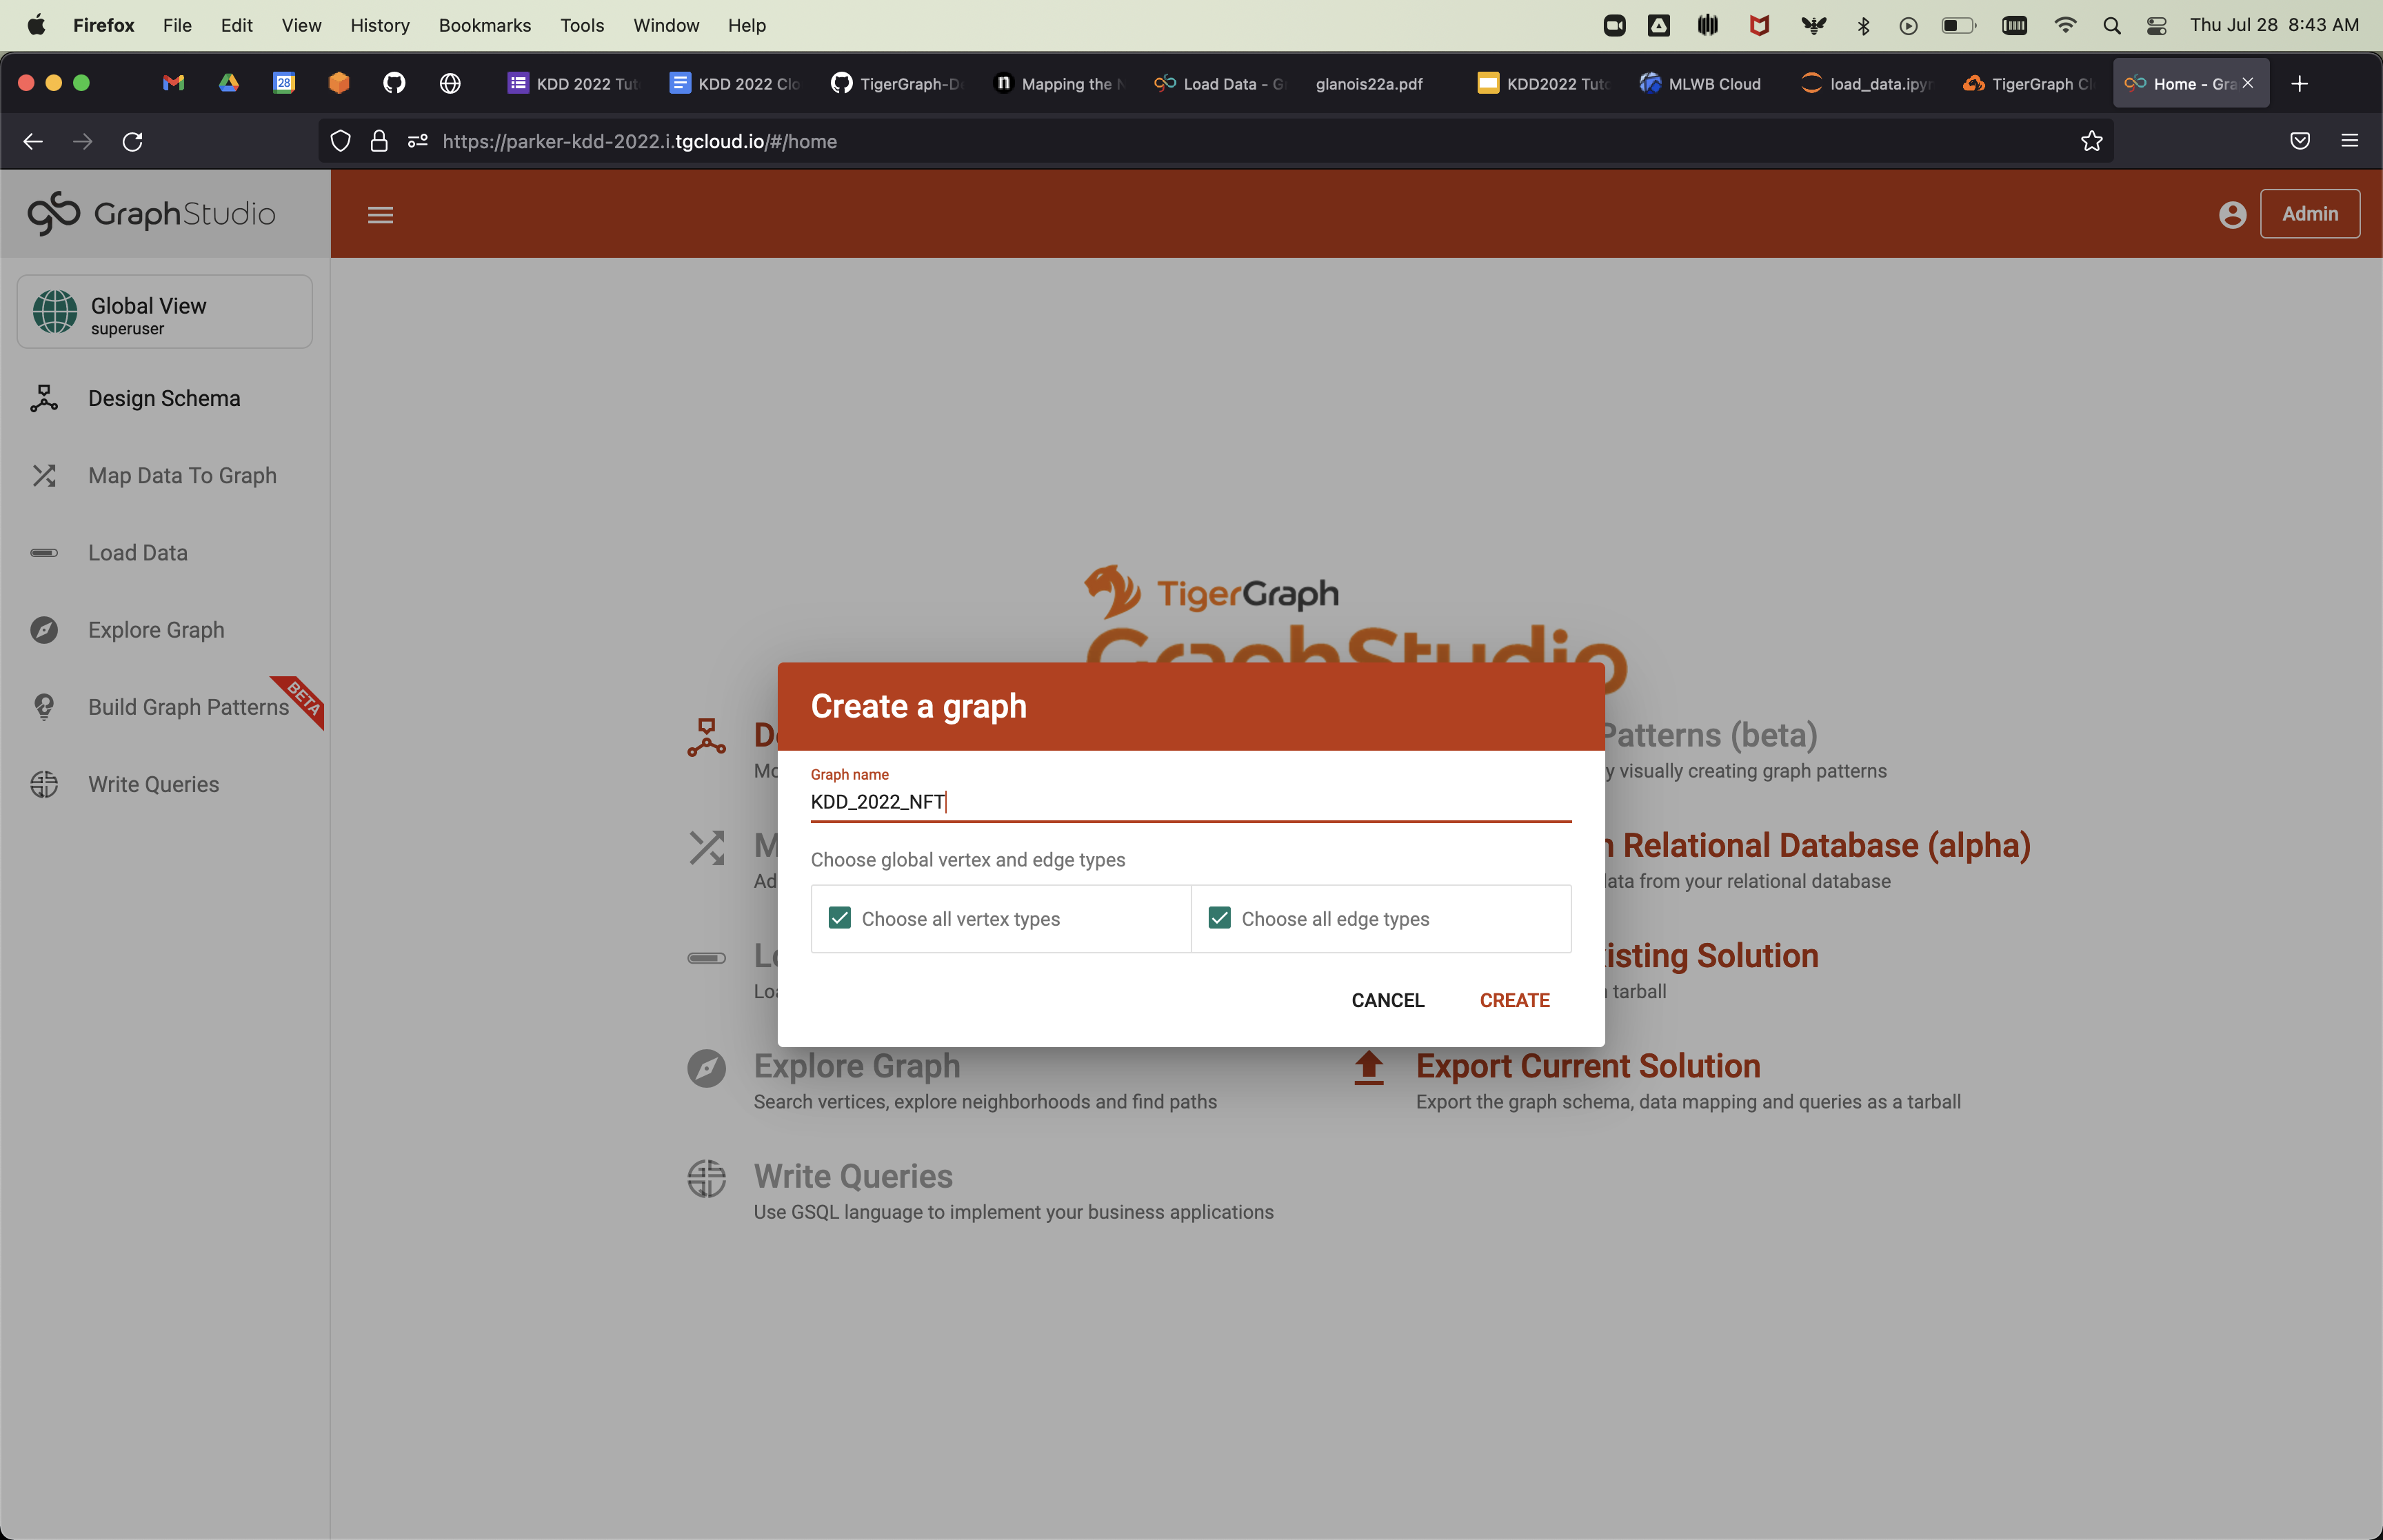 Firefox File Edit View History Bookmarks Tools Window Help Thu Jul 28 8:43 AM
28 KDD 2022 Tut KDD 2022 Clo TigerGraph-D Mapping the Load Data - G glanois22a.pdf KDD2022 Tuto MLWB Cloud load_data.ipyn TigerGraph Cl Home - Gra
https://parker-kdd-2022.i.tgcloud.io/#/home
GraphStudio
Admin
Global View
superuser
Design Schema
Map Data To Graph
Load Data
Explore Graph
Build Graph Patterns
BETA
Write Queries
TigerGraph
GraphStudio
Create a graph
Graph name
KDD_2022_NFT
Choose global vertex and edge types
Choose all vertex types
Choose all edge types
CANCEL
CREATE
Patterns (beta)
y visually creating graph patterns
Relational Database (alpha)
data from your relational database
isting Solution
tarball
Explore Graph
Search vertices, explore neighborhoods and find paths
Export Current Solution
Export the graph schema, data mapping and queries as a tarball
Write Queries
Use GSQL language to implement your business applications